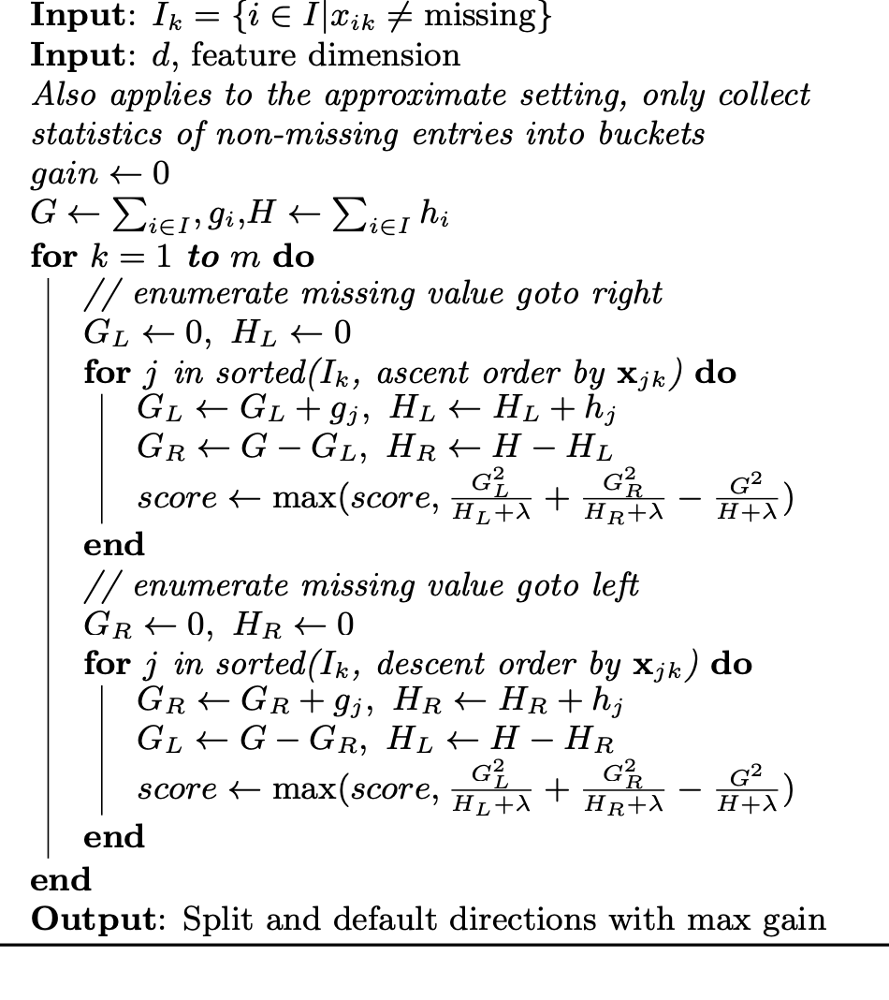 Input: $I_k = \{i \in I | x_{ik} \neq \text{missing}\}$
Input: $d$, feature dimension
Also applies to the approximate setting, only collect
statistics of non-missing entries into buckets
$gain \leftarrow 0$
$G \leftarrow \sum_{i \in I}, g_i, H \leftarrow \sum_{i \in I} h_i$
for $k = 1$ to $m$ do
// enumerate missing value goto right
$G_L \leftarrow 0,\ H_L \leftarrow 0$
for $j$ in sorted($I_k$, ascent order by $\mathbf{x}_{jk}$) do
$G_L \leftarrow G_L + g_j,\ H_L \leftarrow H_L + h_j$
$G_R \leftarrow G - G_L,\ H_R \leftarrow H - H_L$
$score \leftarrow \max(score, \frac{G_L^2}{H_L+\lambda} + \frac{G_R^2}{H_R+\lambda} - \frac{G^2}{H+\lambda})$
end
// enumerate missing value goto left
$G_R \leftarrow 0,\ H_R \leftarrow 0$
for $j$ in sorted($I_k$, descent order by $\mathbf{x}_{jk}$) do
$G_R \leftarrow G_R + g_j,\ H_R \leftarrow H_R + h_j$
$G_L \leftarrow G - G_R,\ H_L \leftarrow H - H_R$
$score \leftarrow \max(score, \frac{G_L^2}{H_L+\lambda} + \frac{G_R^2}{H_R+\lambda} - \frac{G^2}{H+\lambda})$
end
end
Output: Split and default directions with max gain